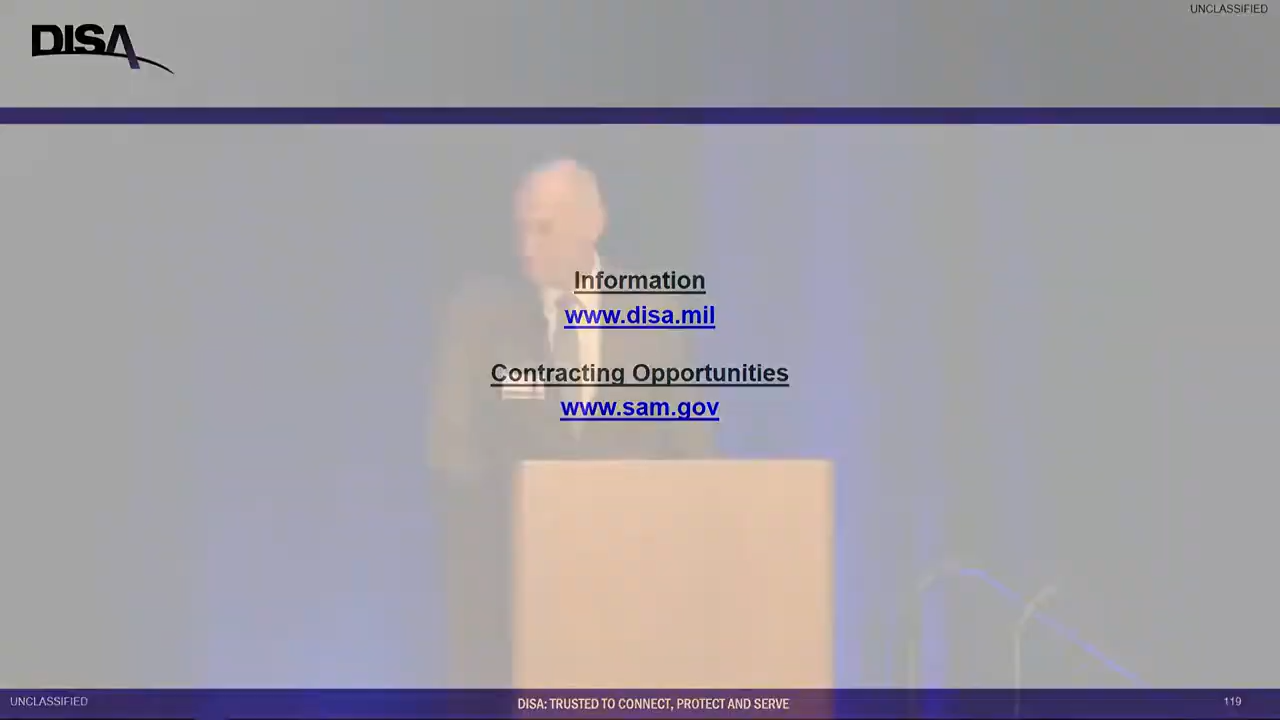 UNCLASSIFIED
DISA
Information
www.disa.mil
Contracting Opportunities
www.sam.gov
UNCLASSIFIED
DISA: TRUSTED TO CONNECT, PROTECT AND SERVE
119